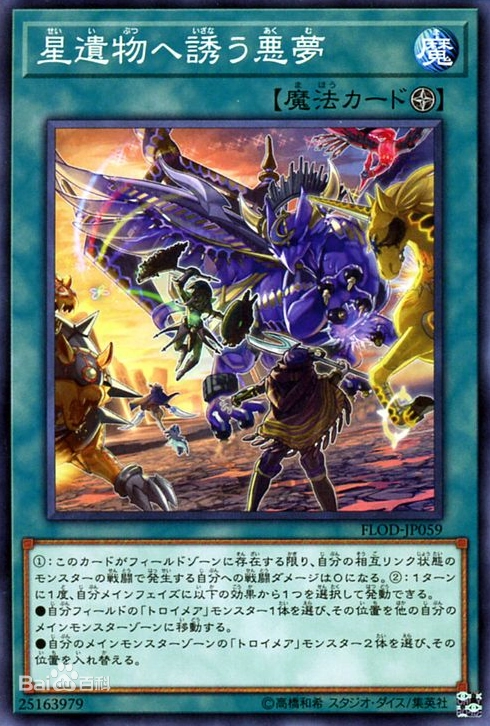 星遺物へ誘う悪夢
魔
【魔法カード】
FLOD-JP059
①:このカードがフィールドゾーンに存在する限り、自分の相互リンク状態の
モンスターの戦闘で発生する自分への戦闘ダメージは0になる。②:1ターン
に1度、自分メインフェイズに以下の効果から1つを選択して発動できる。
●自分フィールドの「トロイメア」モンスター1体を選び、その位置を他の自分の
メインモンスターゾーンに移動する。
●自分のメインモンスターゾーンの「トロイメア」モンスター2体を選び、その
位置を入れ替える。
Bai百科
25163979
©高橋和希 スタジオ・ダイス/集英社